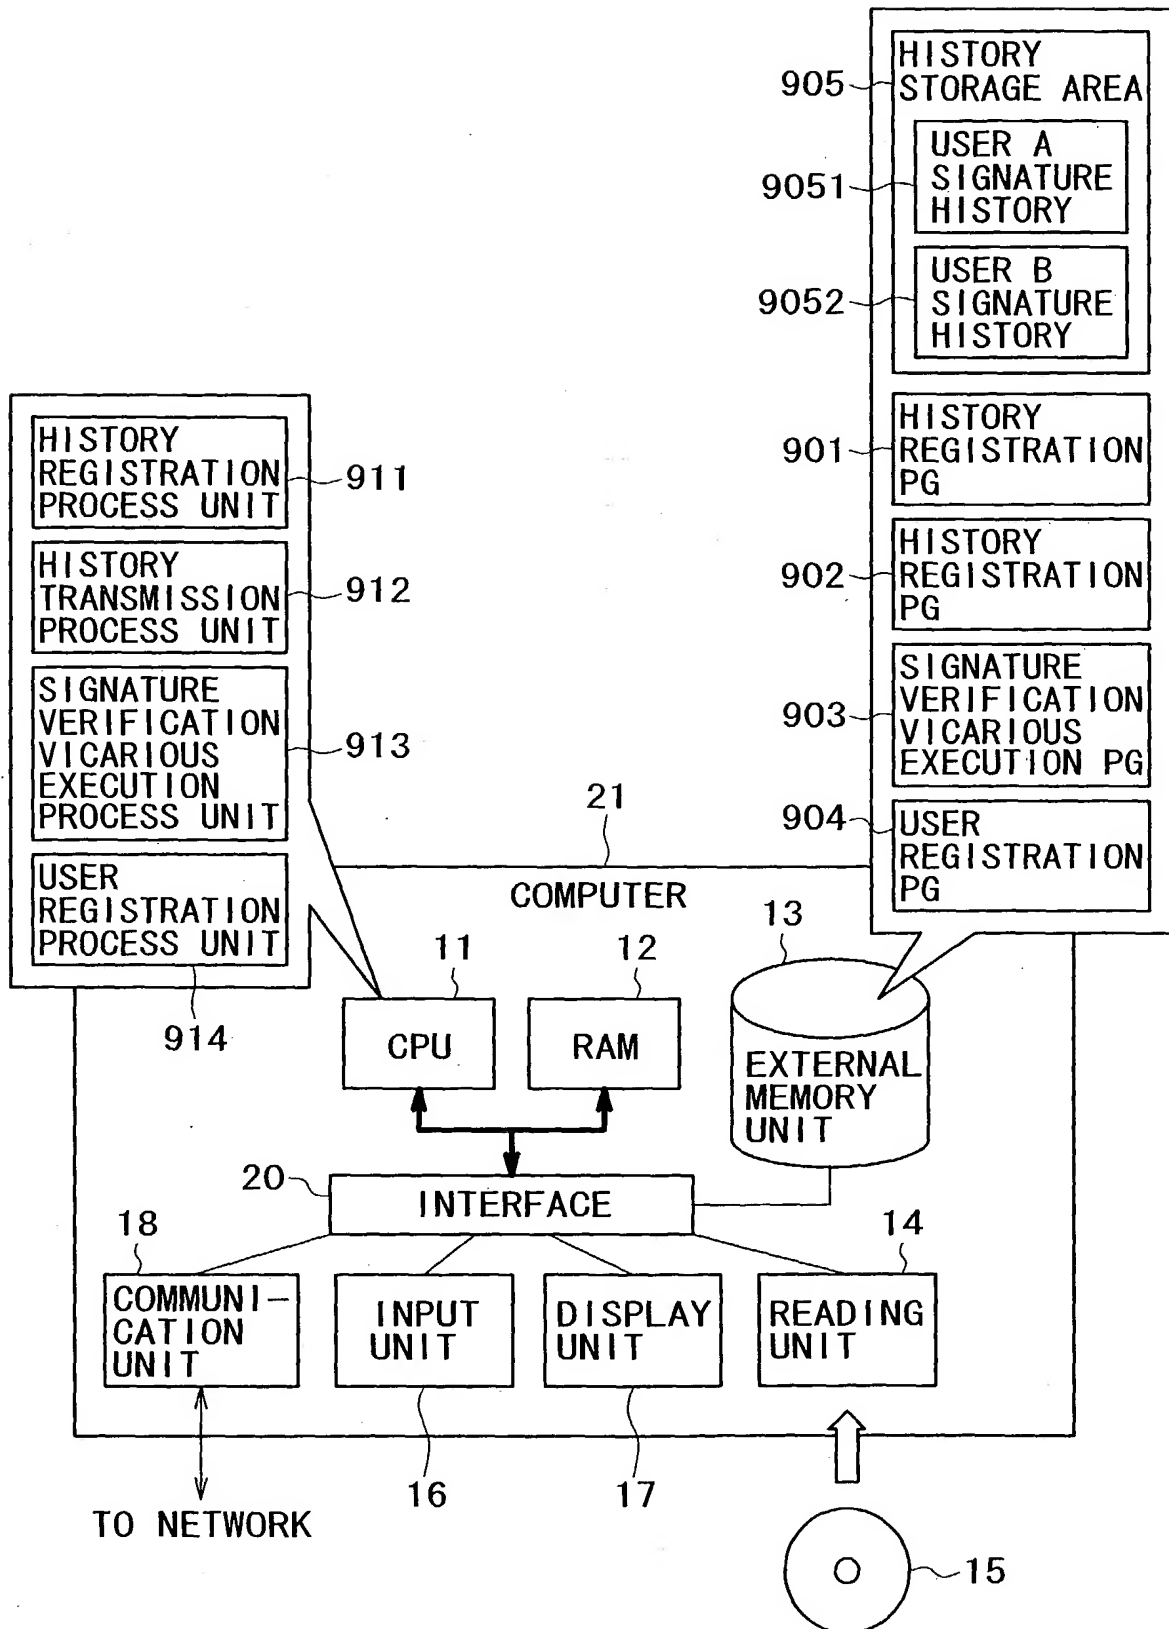 HISTORY
STORAGE AREA
905
USER A
SIGNATURE
HISTORY
9051
USER B
SIGNATURE
HISTORY
9052
HISTORY
REGISTRATION
PG
901
HISTORY
REGISTRATION
PG
902
SIGNATURE
VERIFICATION
VICARIOUS
EXECUTION PG
903
USER
REGISTRATION
PG
904
HISTORY
REGISTRATION
PROCESS UNIT
911
HISTORY
TRANSMISSION
PROCESS UNIT
912
SIGNATURE
VERIFICATION
VICARIOUS
EXECUTION
PROCESS UNIT
913
USER
REGISTRATION
PROCESS UNIT
914
21
COMPUTER
11
CPU
12
RAM
13
EXTERNAL
MEMORY
UNIT
20
INTERFACE
18
COMMUNI-
CATION
UNIT
INPUT
UNIT
16
DISPLAY
UNIT
17
14
READING
UNIT
TO NETWORK
15